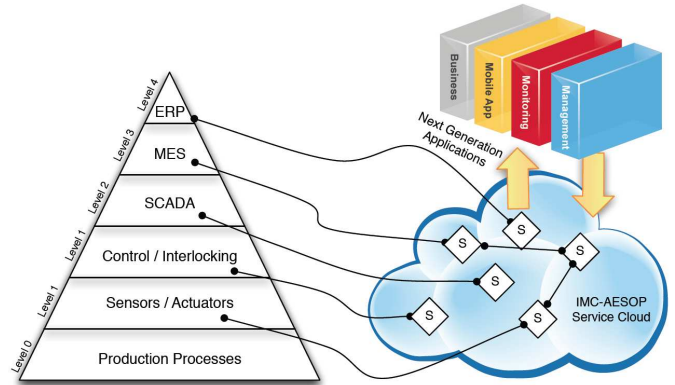 Level 4
ERP
Level 3
MES
Level 2
SCADA
Level 1
Control / Interlocking
Level 1
Sensors / Actuators
Level 0
Production Processes
Business
Mobile App
Monitoring
Management
Next Generation
Applications
S
S
S
S
S
S
IMC-AESOP
Service Cloud